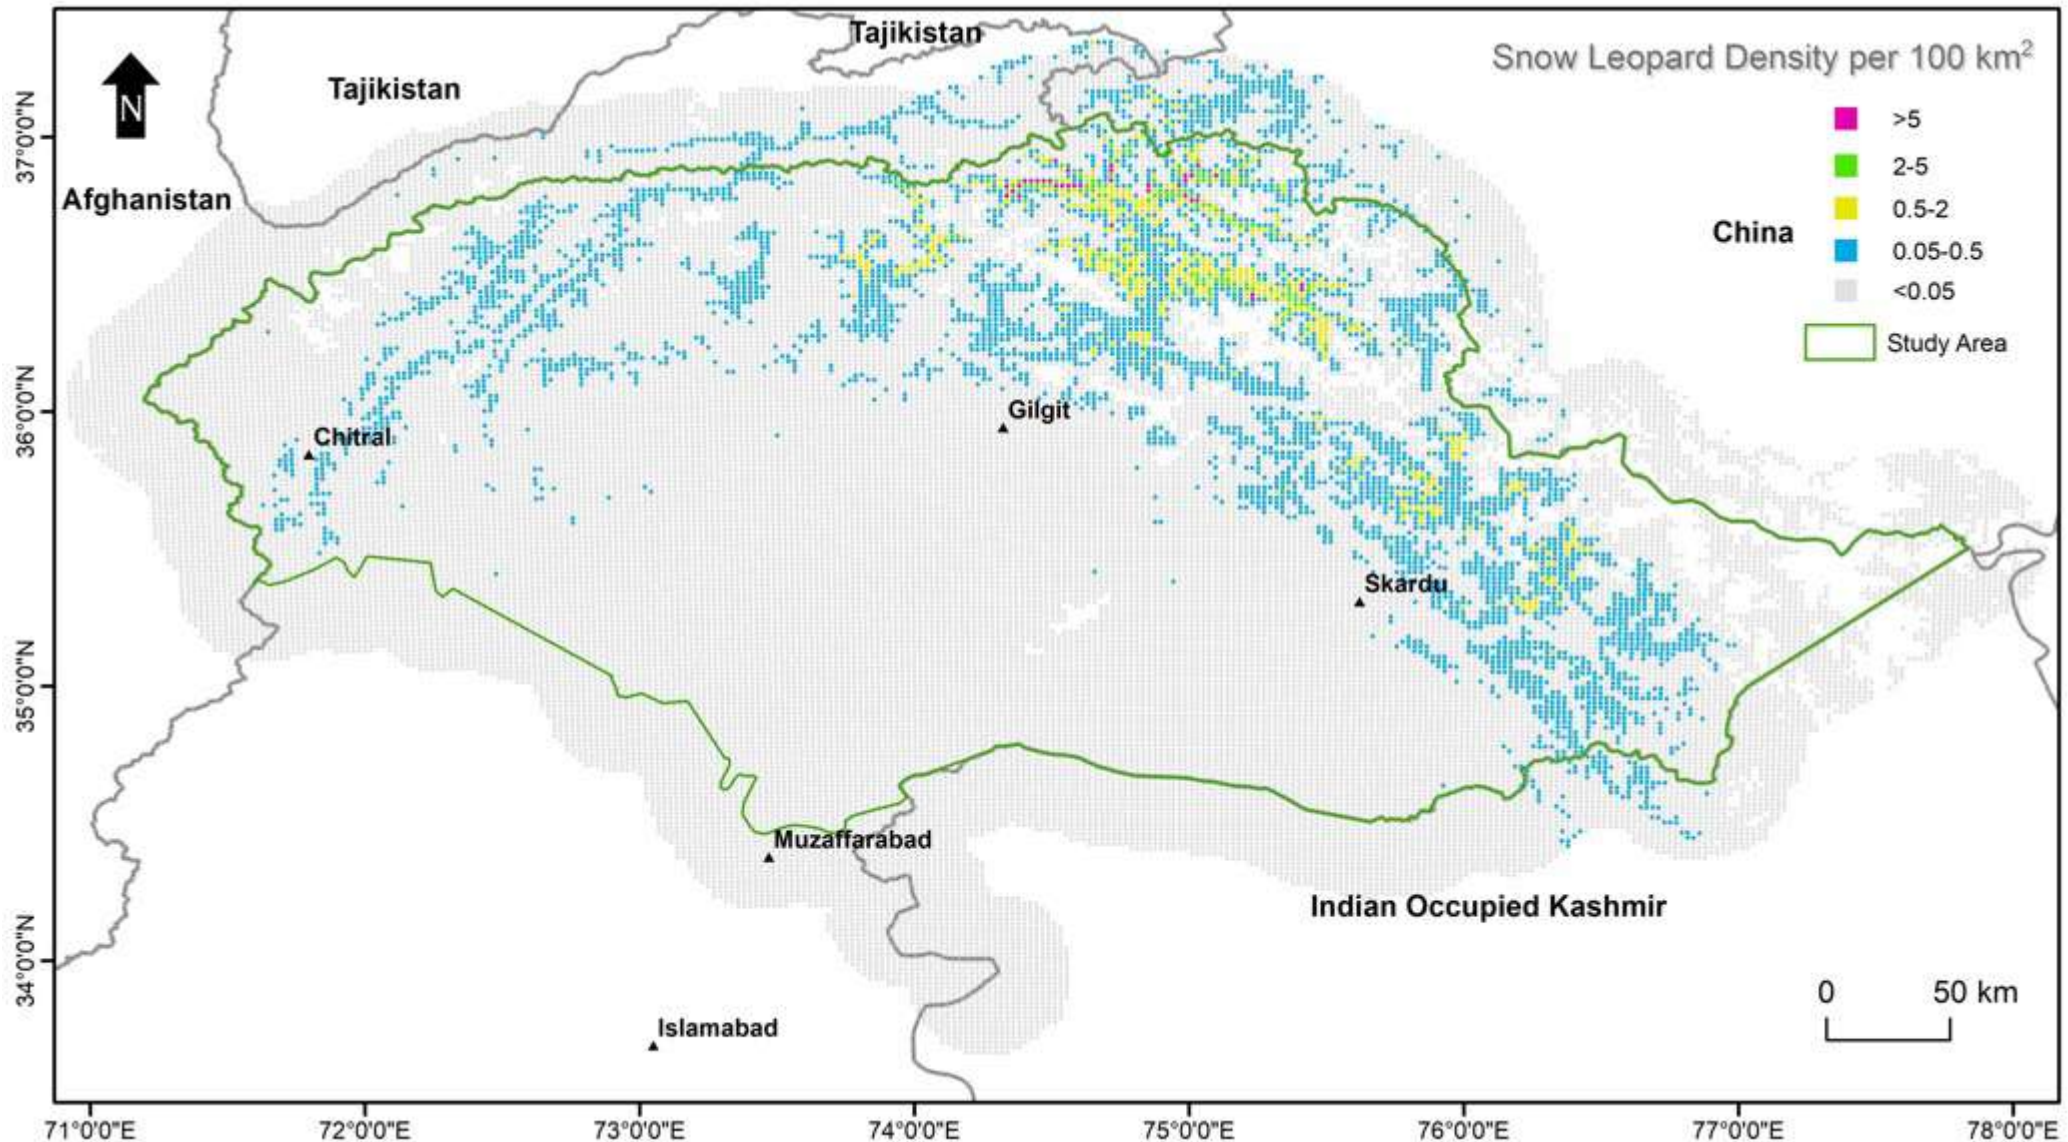 Tajikistan
Tajikistan
Snow Leopard Density per 100 km²
N
>5
2-5
0.5-2
0.05-0.5
<0.05
Study Area
37°0'0"N
Afghanistan
China
36°0'0"N
Gilgit
Chitral
Skardu
35°0'0"N
Muzaffarabad
Indian Occupied Kashmir
34°0'0"N
0 50 km
Islamabad
71°0'0"E 72°0'0"E 73°0'0"E 74°0'0"E 75°0'0"E 76°0'0"E 77°0'0"E 78°0'0"E